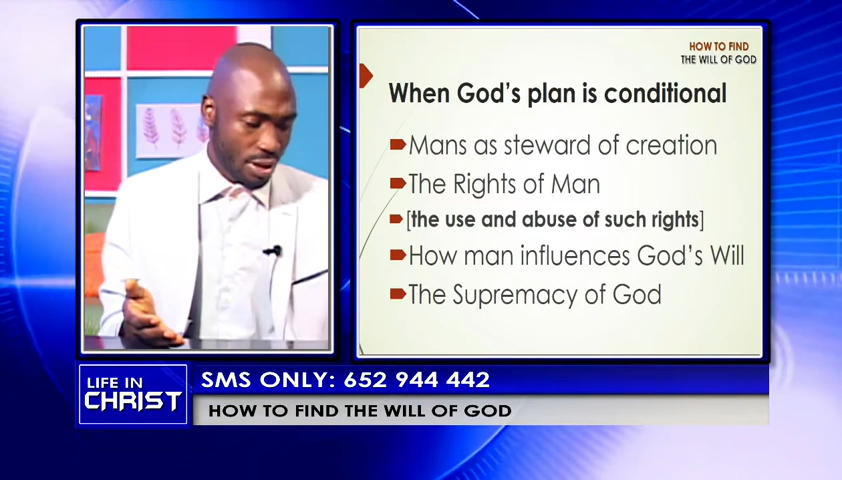 HOW TO FIND
THE WILL OF GOD
When God's plan is conditional
Mans as steward of creation
The Rights of Man
[the use and abuse of such rights]
How man influences God's Will
The Supremacy of God
LIFE IN
CHRIST
SMS ONLY: 652 944 442
HOW TO FIND THE WILL OF GOD